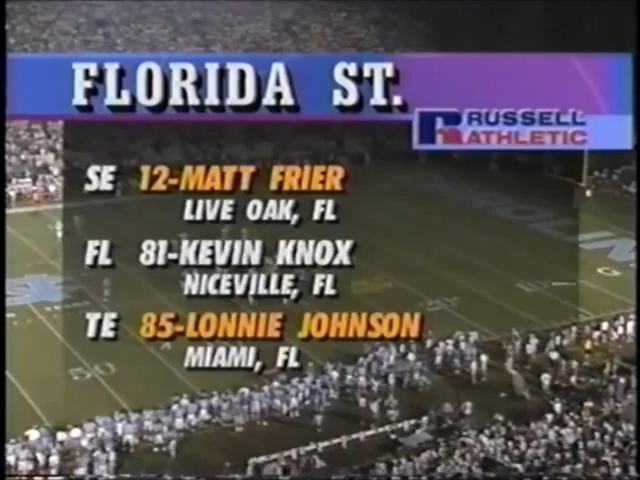 FLORIDA ST.
RUSSELL
ATHLETIC
SE 12-MATT FRIER
LIVE OAK, FL
FL 81-KEVIN KNOX
NICEVILLE, FL
TE 85-LONNIE JOHNSON
MIAMI, FL
50
G